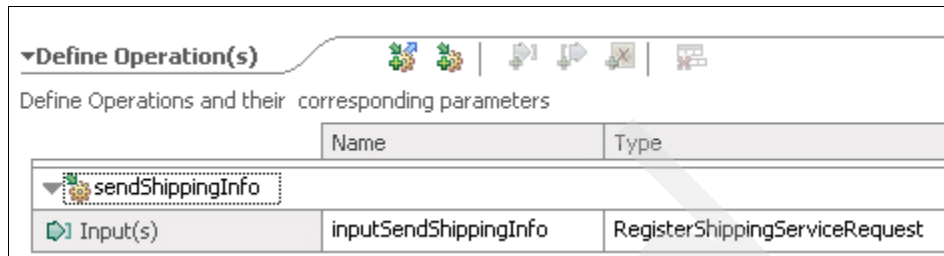 Define Operation(s)
Define Operations and their corresponding parameters
Name Type
sendShippingInfo
Input(s) inputSendShippingInfo RegisterShippingServiceRequest